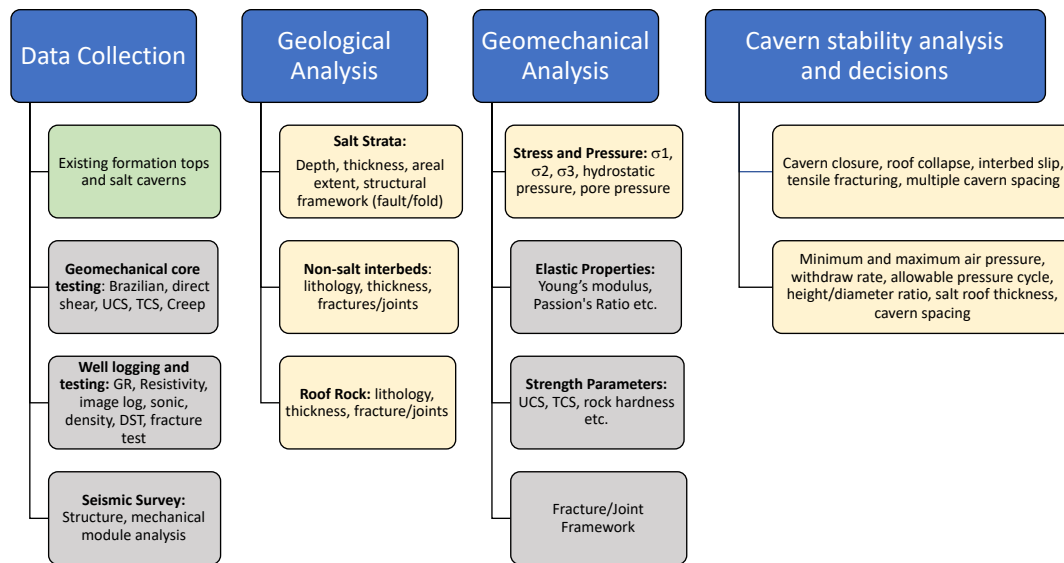 Data Collection
Existing formation tops
and salt caverns
Geomechanical core
testing: Brazilian, direct
shear, UCS, TCS, Creep
Well logging and
testing: GR, Resistivity,
image log, sonic,
density, DST, fracture
test
Seismic Survey:
Structure, mechanical
module analysis
Geological
Analysis
Salt Strata:
Depth, thickness, areal
extent, structural
framework (fault/fold)
Non-salt interbeds:
lithology, thickness,
fractures/joints
Roof Rock: lithology,
thickness, fracture/joints
Geomechanical
Analysis
Stress and Pressure: σ1,
σ2, σ3, hydrostatic
pressure, pore pressure
Elastic Properties:
Young’s modulus,
Passion's Ratio etc.
Strength Parameters:
UCS, TCS, rock hardness
etc.
Fracture/Joint
Framework
Cavern stability analysis
and decisions
Cavern closure, roof collapse, interbed slip,
tensile fracturing, multiple cavern spacing
Minimum and maximum air pressure,
withdraw rate, allowable pressure cycle,
height/diameter ratio, salt roof thickness,
cavern spacing